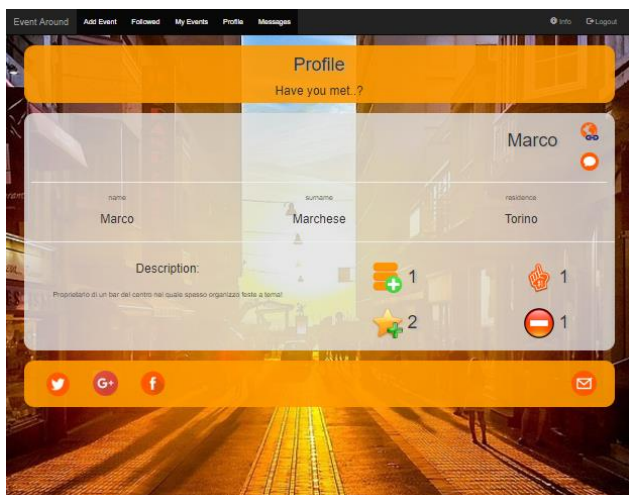 Event Around Add Event Followed My Events Profile Messages Info Logout
Profile
Have you met..?
Marco
name surname residence
Marco Marchese Torino
Description:
Proprietario di un bar del centro nel quale spesso organizzo feste a tema!
1 1
2 1
G+ f